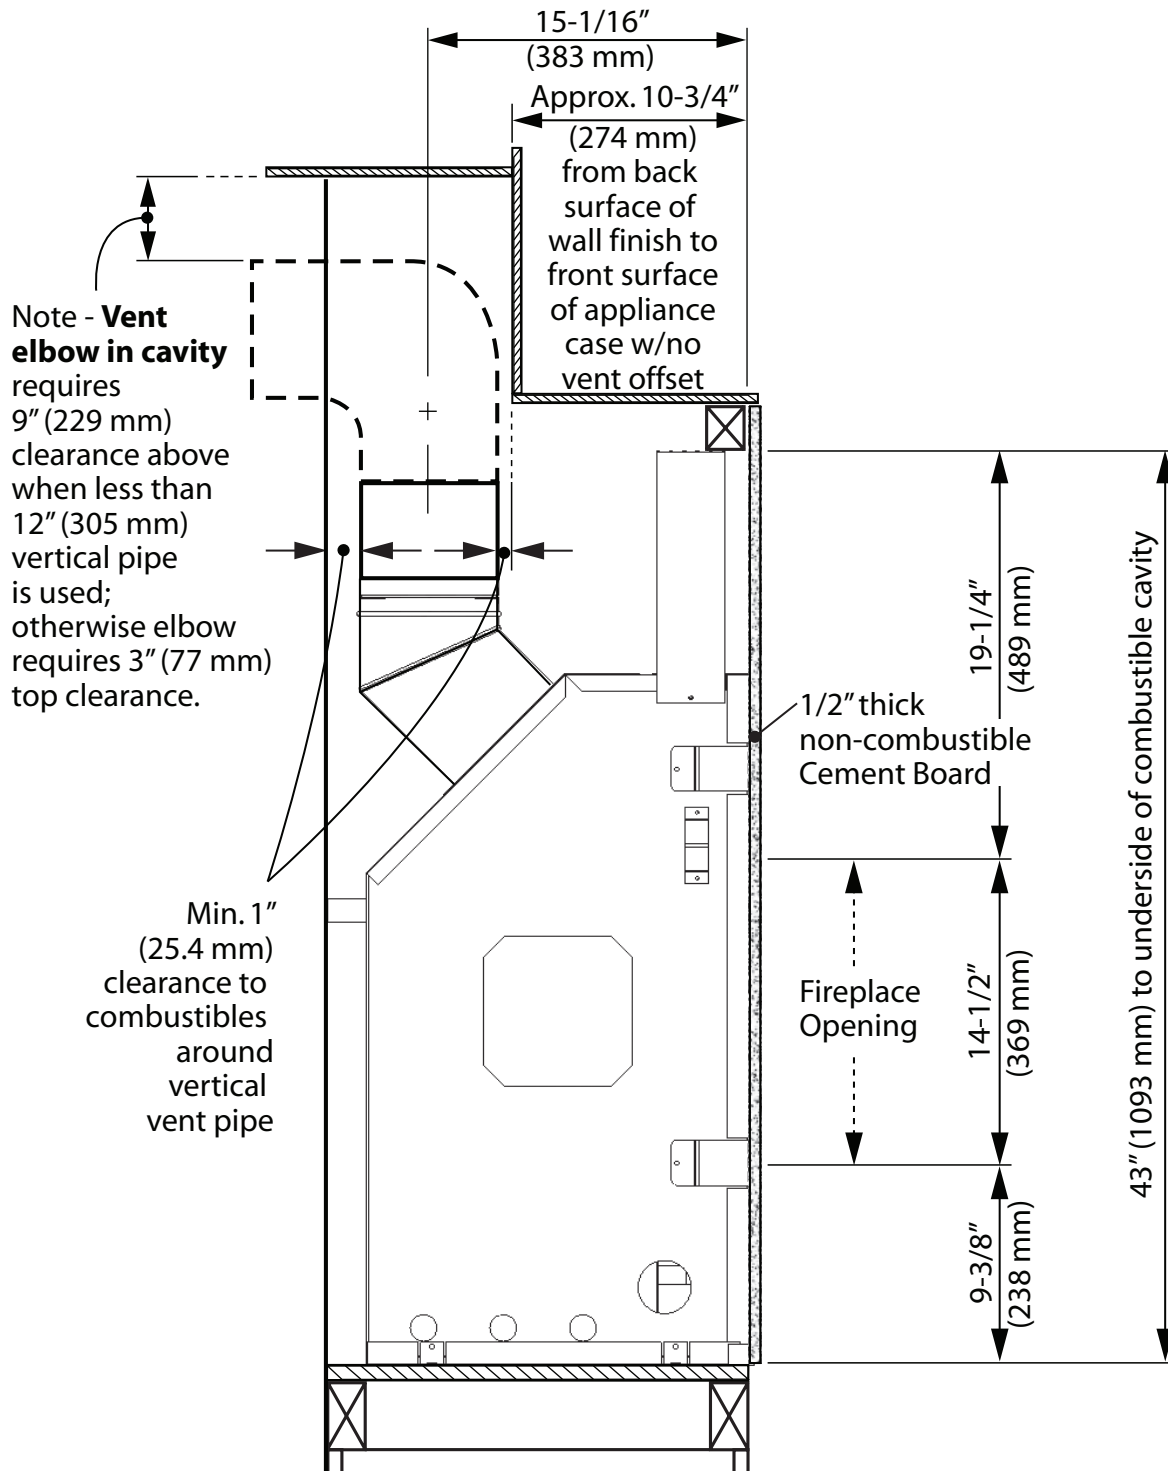 15-1/16″
(383 mm)
Approx. 10-3/4″
(274 mm)
from back
surface of
wall finish to
front surface
of appliance
case w/no
vent offset
Note - Vent
elbow in cavity
requires
9″ (229 mm)
clearance above
when less than
12″ (305 mm)
vertical pipe
is used;
otherwise elbow
requires 3″ (77 mm)
top clearance.
19-1/4″
(489 mm)
1/2″ thick
non-combustible
Cement Board
43″ (1093 mm) to underside of combustible cavity
Min. 1″
(25.4 mm)
clearance to
combustibles
around
vertical
vent pipe
Fireplace
Opening
14-1/2″
(369 mm)
9-3/8″
(238 mm)